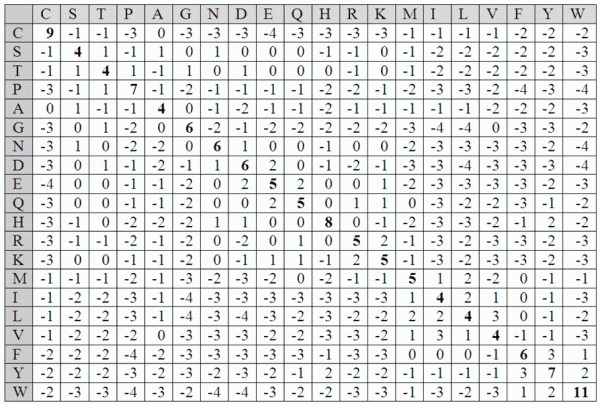 C S T P A G N D E Q H R K M I L V F Y W
C 9 -1 -1 -3 0 -3 -3 -3 -4 -3 -3 -3 -3 -1 -1 -1 -1 -2 -2 -2
S -1 4 1 -1 1 0 1 0 0 0 -1 -1 0 -1 -2 -2 -2 -2 -2 -3
T -1 1 4 1 -1 1 0 1 0 0 0 -1 0 -1 -2 -2 -2 -2 -2 -3
P -3 -1 1 7 -1 -2 -1 -1 -1 -1 -2 -2 -1 -2 -3 -3 -2 -4 -3 -4
A 0 1 -1 -1 4 0 -1 -2 -1 -1 -2 -1 -1 -1 -1 -1 -2 -2 -2 -3
G -3 0 1 -2 0 6 -2 -1 -2 -2 -2 -2 -2 -3 -4 -4 0 -3 -3 -2
N -3 1 0 -2 -2 0 6 1 0 0 -1 0 0 -2 -3 -3 -3 -3 -2 -4
D -3 0 1 -1 -2 -1 1 6 2 0 -1 -2 -1 -3 -3 -4 -3 -3 -3 -4
E -4 0 0 -1 -1 -2 0 2 5 2 0 0 1 -2 -3 -3 -3 -3 -2 -3
Q -3 0 0 -1 -1 -2 0 0 2 5 0 1 1 0 -3 -2 -2 -3 -1 -2
H -3 -1 0 -2 -2 -2 1 1 0 0 8 0 -1 -2 -3 -3 -2 -1 2 -2
R -3 -1 -1 -2 -1 -2 0 -2 0 1 0 5 2 -1 -3 -2 -3 -3 -2 -3
K -3 0 0 -1 -1 -2 0 -1 1 1 -1 2 5 -1 -3 -2 -3 -3 -2 -3
M -1 -1 -1 -2 -1 -3 -2 -3 -2 0 -2 -1 -1 5 1 2 -2 0 -1 -1
I -1 -2 -2 -3 -1 -4 -3 -3 -3 -3 -3 -3 -3 1 4 2 1 0 -1 -3
L -1 -2 -2 -3 -1 -4 -3 -4 -3 -2 -3 -2 -2 2 2 4 3 0 -1 -2
V -1 -2 -2 -2 0 -3 -3 -3 -2 -2 -3 -3 -2 1 3 1 4 -1 -1 -3
F -2 -2 -2 -4 -2 -3 -3 -3 -3 -3 -1 -3 -3 0 0 0 -1 6 3 1
Y -2 -2 -2 -3 -2 -3 -2 -3 -2 -1 2 -2 -2 -1 -1 -1 -1 3 7 2
W -2 -3 -3 -4 -3 -2 -4 -4 -3 -2 -2 -3 -3 -1 -3 -2 -3 1 2 11